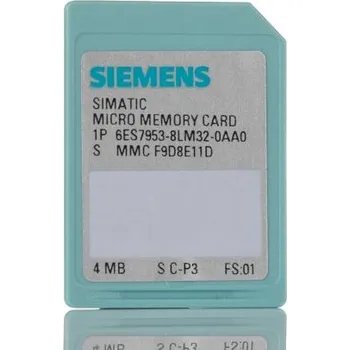 SIEMENS
SIMATIC
MICRO MEMORY CARD
1P 6ES7953-8LM32-0AA0
S MMC F9D8E11D
4 MB S C-P3 FS:01